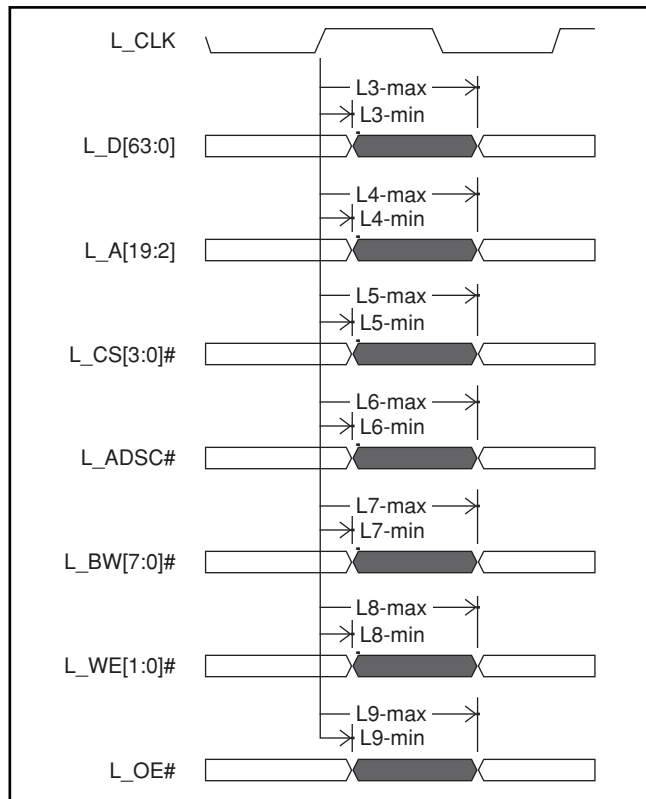 L_CLK
L3-max
L3-min
L_D[63:0]
L4-max
L4-min
L_A[19:2]
L5-max
L5-min
L_CS[3:0]#
L6-max
L6-min
L_ADSC#
L7-max
L7-min
L_BW[7:0]#
L8-max
L8-min
L_WE[1:0]#
L9-max
L9-min
L_OE#